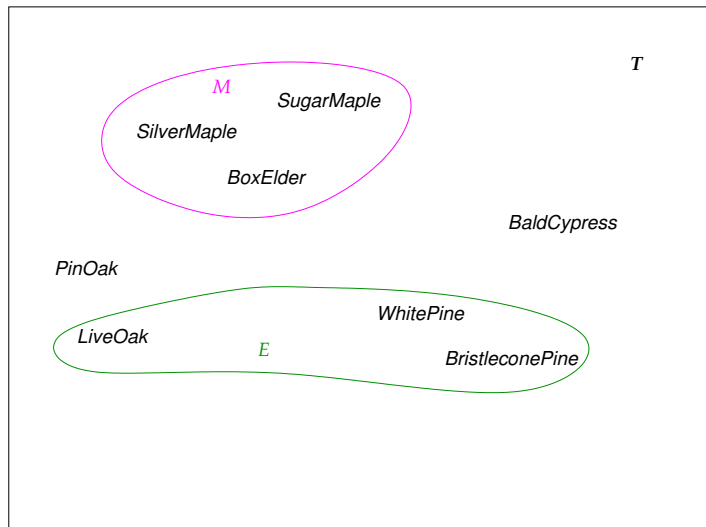 T
M
SugarMaple
SilverMaple
BoxElder
BaldCypress
PinOak
WhitePine
LiveOak
E
BristleconePine